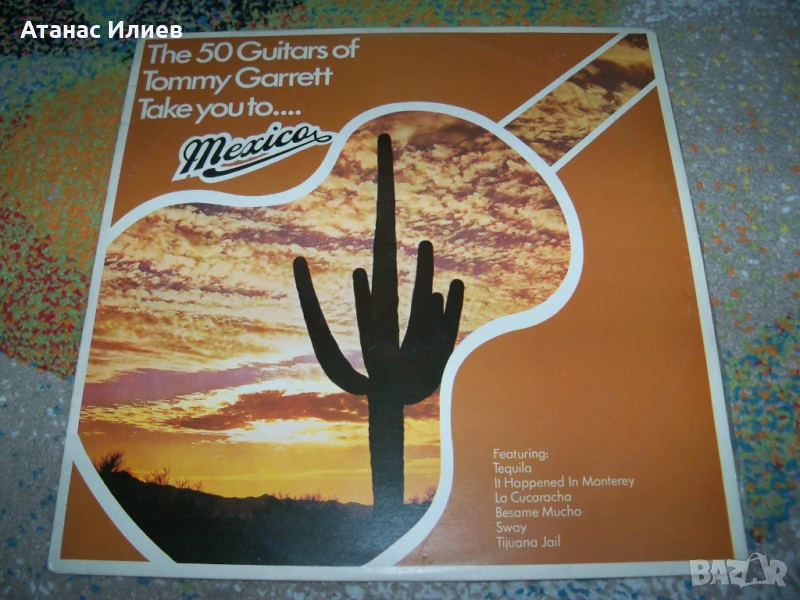 Атанас Илиев
The 50 Guitars of
Tommy Garrett
Take you to....
Mexico
Featuring:
Tequila
It Happened In Monterey
La Cucaracha
Besame Mucho
Sway
Tijuana Jail
BAZAR